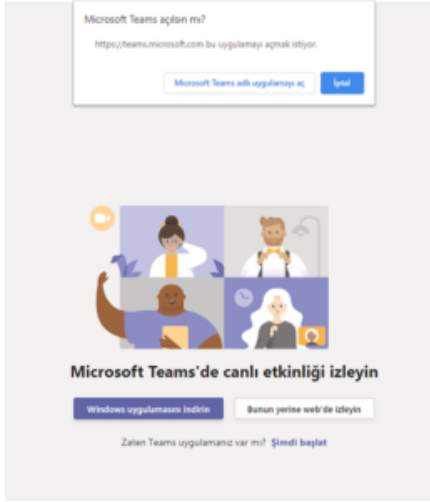 Microsoft Teams açılsın mı?
https://teams.microsoft.com bu uygulamayı açmak istiyor.
Microsoft Teams adlı uygulamayı aç
İptal
Microsoft Teams'de canlı etkinliği izleyin
Windows uygulamasını indirin
Bunun yerine web'de izleyin
Zaten Teams uygulamanız var mı? Şimdi başlat